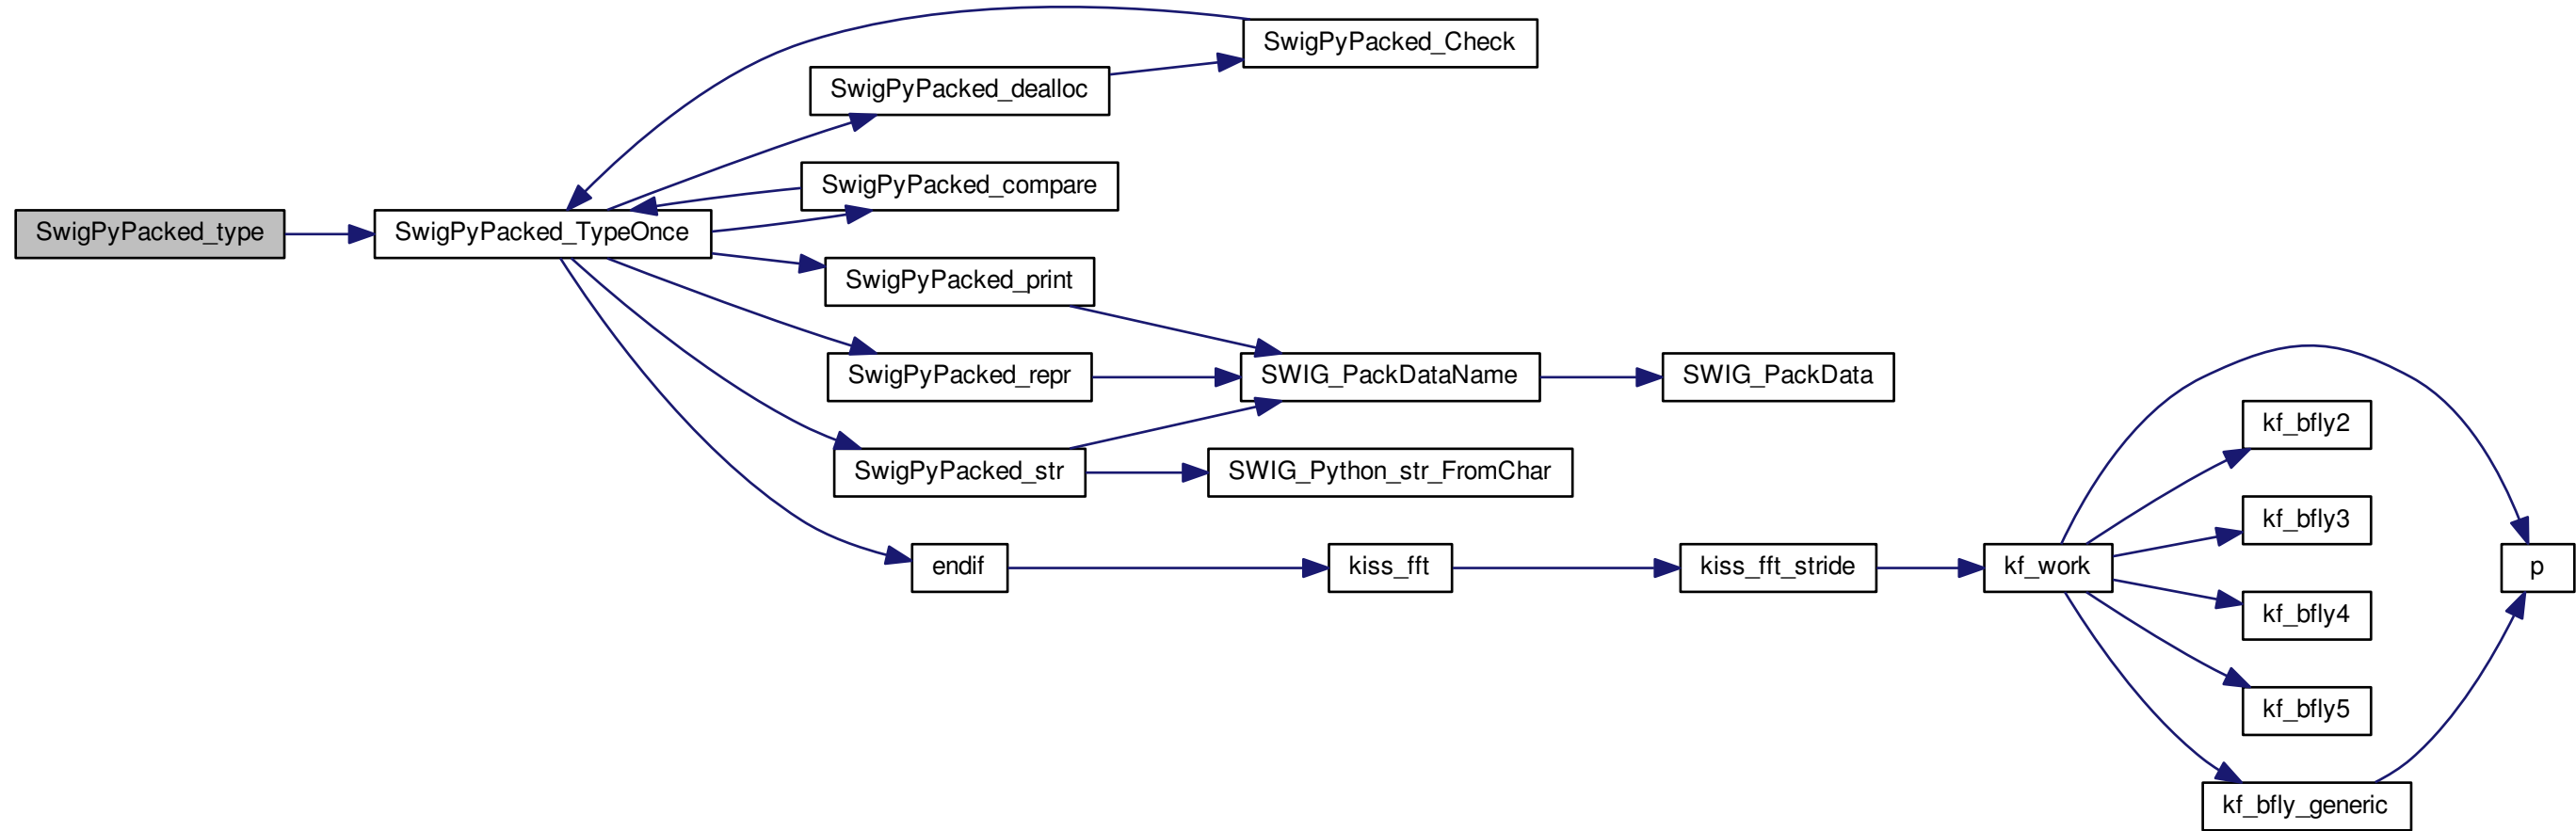 SwigPyPacked_type
SwigPyPacked_TypeOnce
SwigPyPacked_Check
SwigPyPacked_dealloc
SwigPyPacked_compare
SwigPyPacked_print
SwigPyPacked_repr
SWIG_PackDataName
SWIG_PackData
SwigPyPacked_str
SWIG_Python_str_FromChar
endif
kiss_fft
kiss_fft_stride
kf_work
kf_bfly2
kf_bfly3
kf_bfly4
kf_bfly5
kf_bfly_generic
p